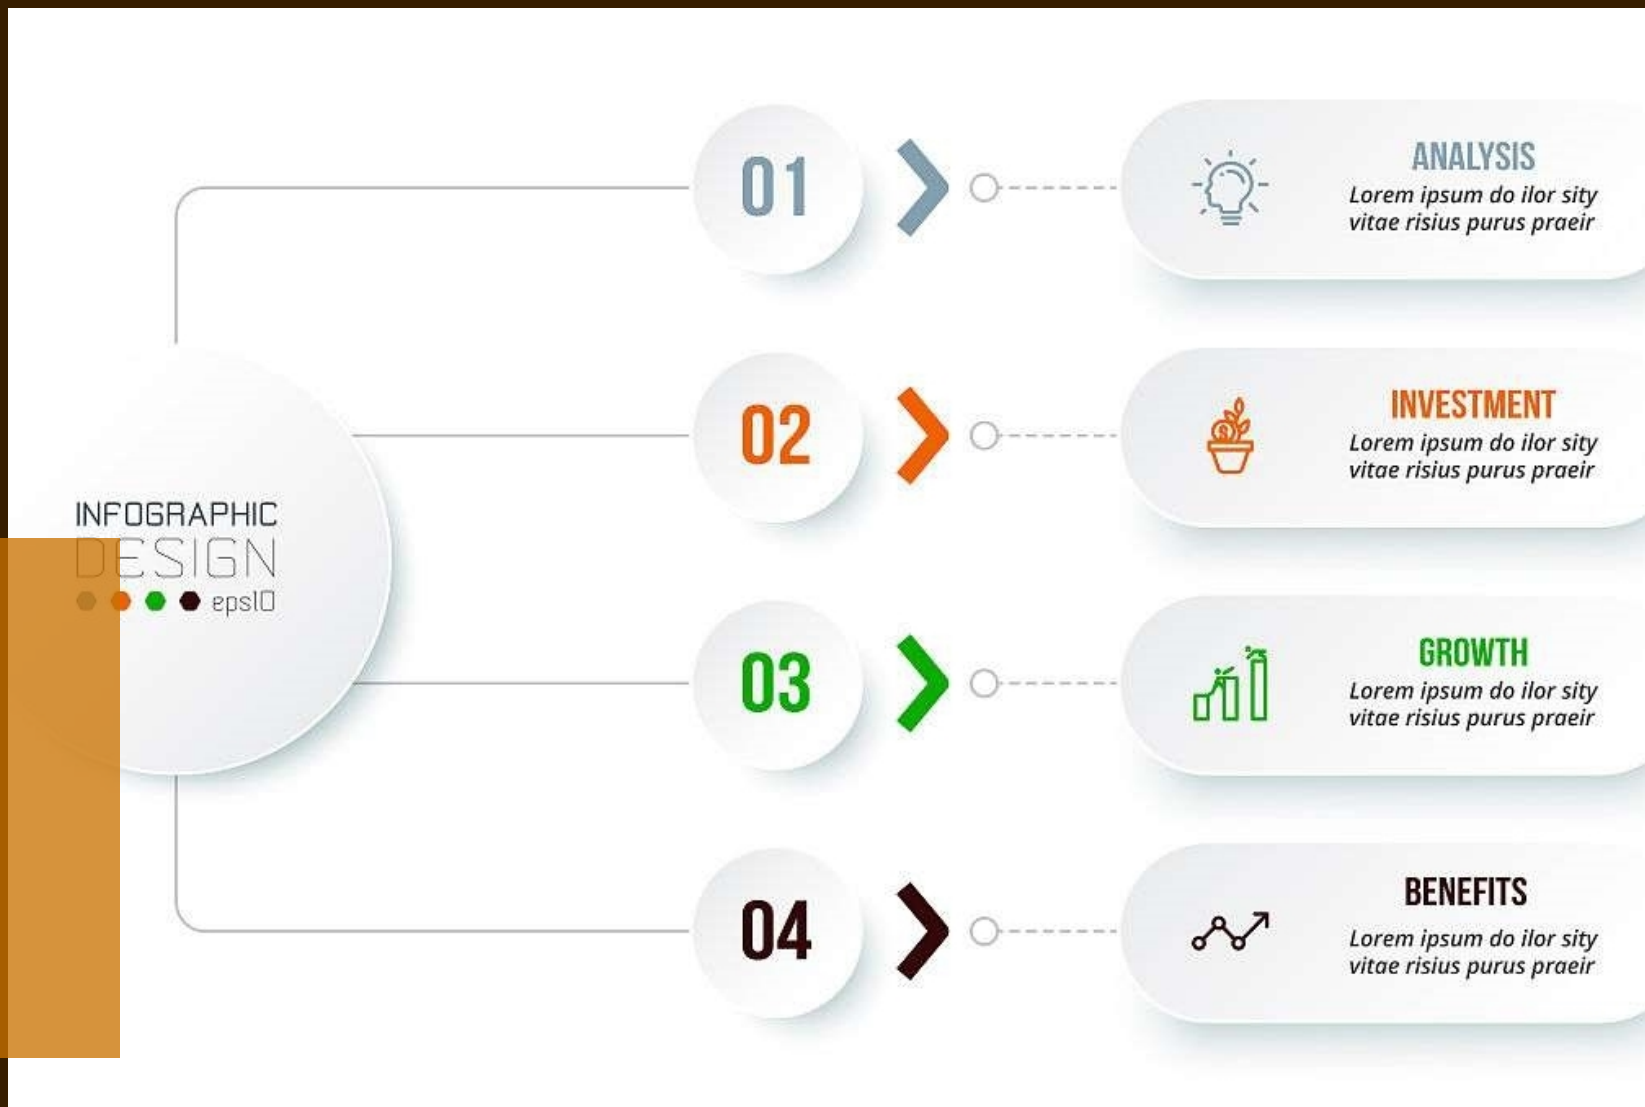 INFOGRAPHIC
DESIGN
eps10
01
ANALYSIS
Lorem ipsum do ilor sity
vitae risius purus praeir
02
INVESTMENT
Lorem ipsum do ilor sity
vitae risius purus praeir
03
GROWTH
Lorem ipsum do ilor sity
vitae risius purus praeir
04
BENEFITS
Lorem ipsum do ilor sity
vitae risius purus praeir